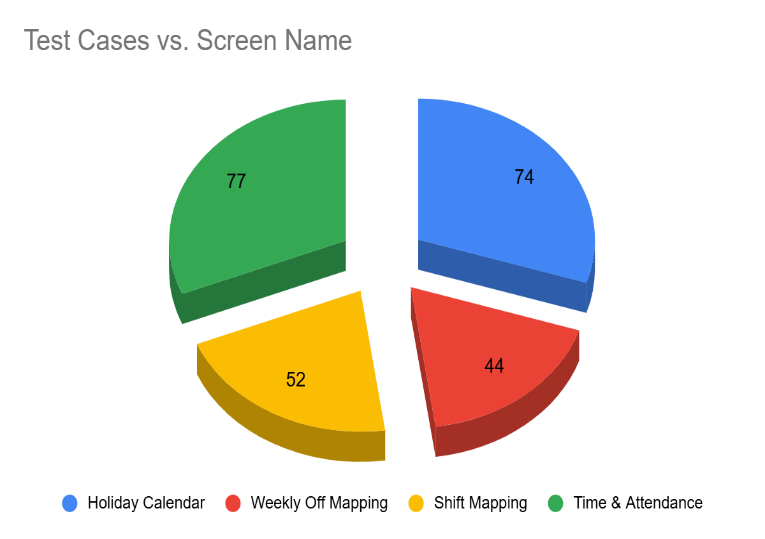 Test Cases vs. Screen Name
77
74
52
44
Holiday Calendar Weekly Off Mapping Shift Mapping Time & Attendance